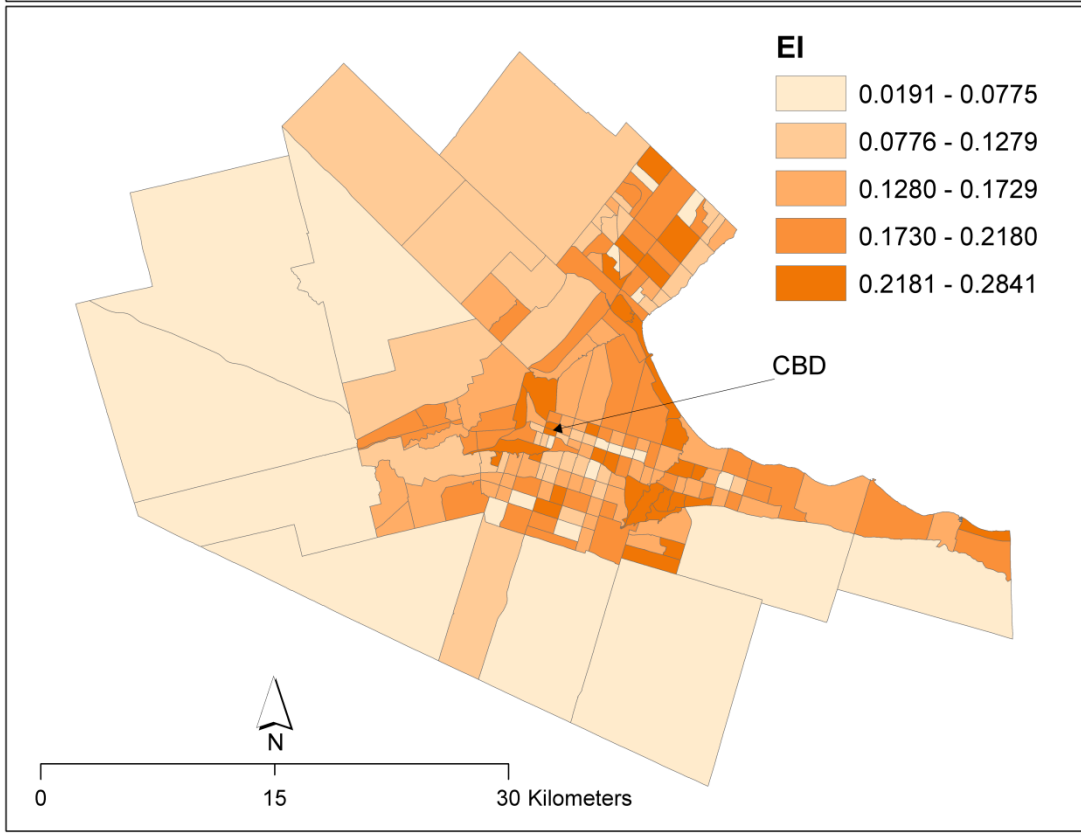 EI
0.0191 - 0.0775
0.0776 - 0.1279
0.1280 - 0.1729
0.1730 - 0.2180
0.2181 - 0.2841
CBD
N
0 15 30 Kilometers